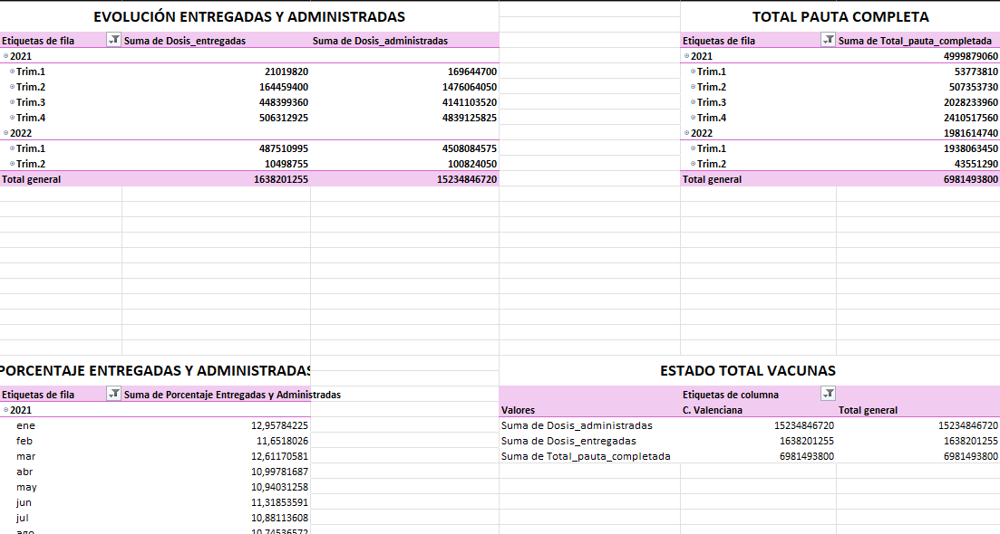 EVOLUCIÓN ENTREGADAS Y ADMINISTRADAS
Etiquetas de fila Suma de Dosis_entregadas Suma de Dosis_administradas
2021
Trim.1 21019820 169644700
Trim.2 164459400 1476064050
Trim.3 448399360 4141103520
Trim.4 506312925 4839125825
2022
Trim.1 487510995 4508084575
Trim.2 10498755 100824050
Total general 1638201255 15234846720
TOTAL PAUTA COMPLETA
Etiquetas de fila Suma de Total_pauta_completada
2021 4999879060
Trim.1 53773810
Trim.2 507353730
Trim.3 2028233960
Trim.4 2410517560
2022 1981614740
Trim.1 1938063450
Trim.2 43551290
Total general 6981493800
PORCENTAJE ENTREGADAS Y ADMINISTRADAS
Etiquetas de fila Suma de Porcentaje Entregadas y Administradas
2021
ene 12,95784225
feb 11,6518026
mar 12,61170581
abr 10,99781687
may 10,94031258
jun 11,31853591
jul 10,88113608
ago 10,74536572
ESTADO TOTAL VACUNAS
Etiquetas de columna
Valores C. Valenciana Total general
Suma de Dosis_administradas 15234846720 15234846720
Suma de Dosis_entregadas 1638201255 1638201255
Suma de Total_pauta_completada 6981493800 6981493800